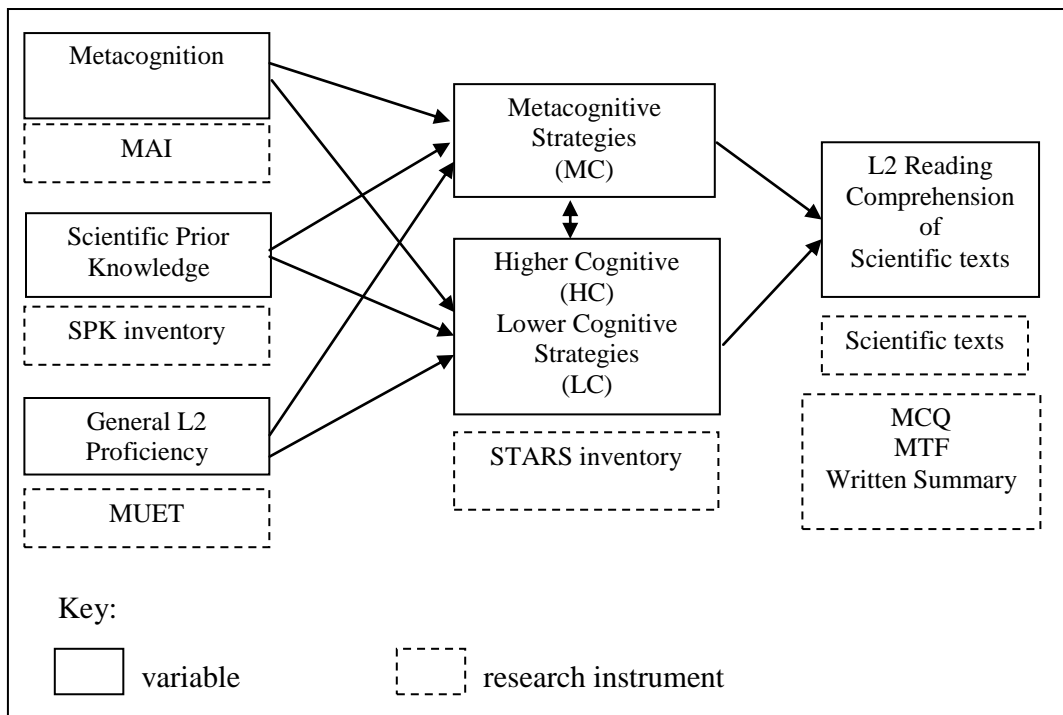 Metacognition
MAI
Scientific Prior
Knowledge
SPK inventory
General L2
Proficiency
MUET
Metacognitive
Strategies
(MC)
Higher Cognitive
(HC)
Lower Cognitive
Strategies
(LC)
STARS inventory
L2 Reading
Comprehension
of
Scientific texts
Scientific texts
MCQ
MTF
Written Summary
Key:
variable
research instrument